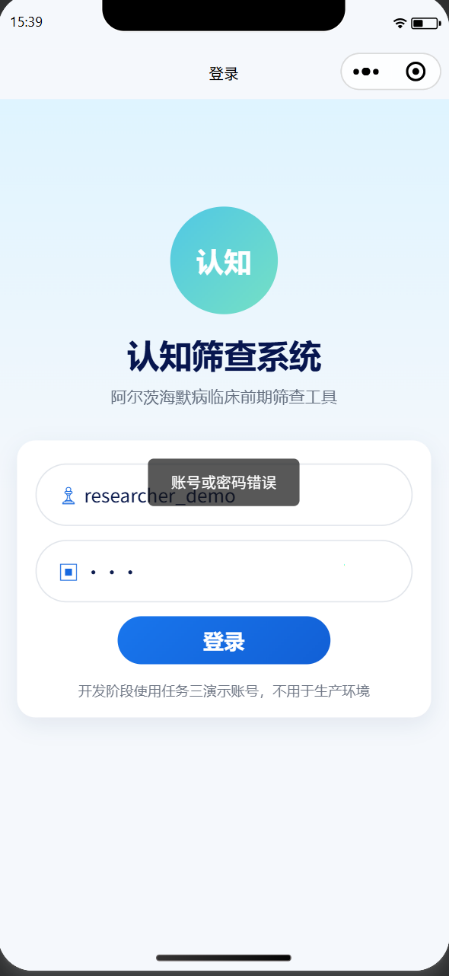 15:39
登录
认知
认知筛查系统
阿尔茨海默病临床前期筛查工具
账号或密码错误
researcher_demo
登录
开发阶段使用任务三演示账号，不用于生产环境